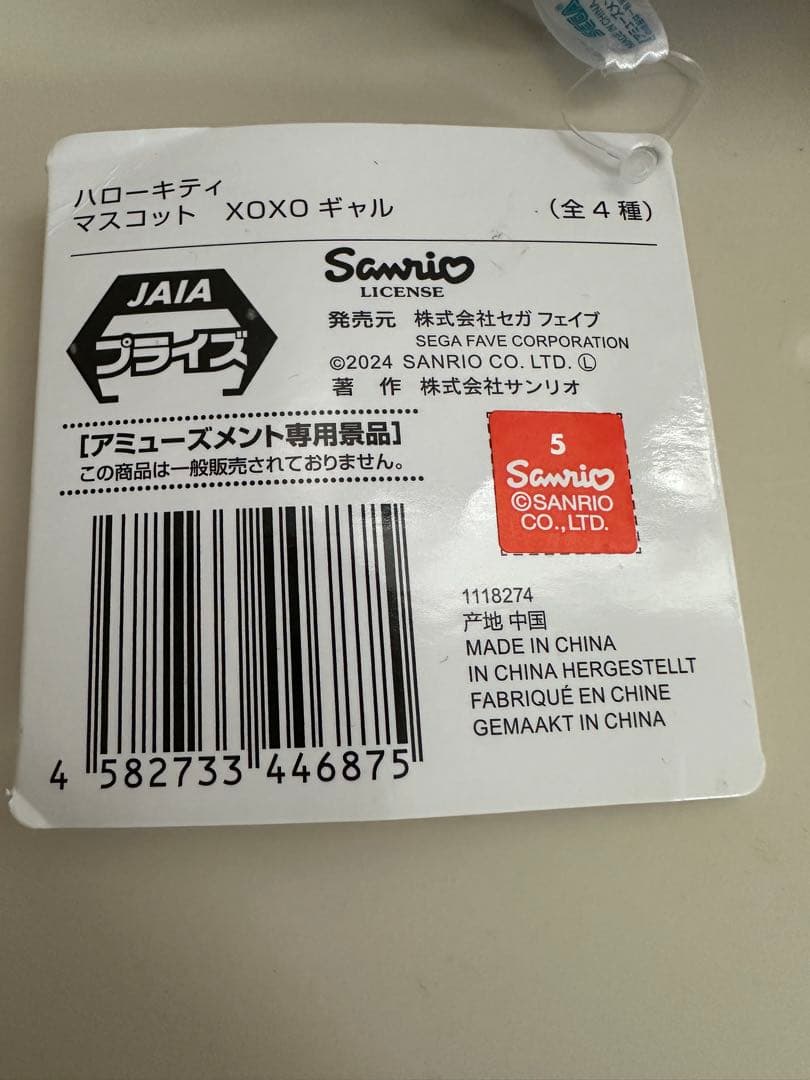 SEGA
MADE IN CHINA
ハローキティ
マスコット XOXO ギャル (全4種)
JAIA
プライズ
Sanrio
LICENSE
発売元 株式会社セガ フェイブ
SEGA FAVE CORPORATION
©2024 SANRIO CO. LTD. Ⓛ
著 作 株式会社サンリオ
[アミューズメント専用景品]
この商品は一般販売されておりません。
5
Sanrio
©SANRIO
CO.,LTD.
1118274
产地 中国
MADE IN CHINA
IN CHINA HERGESTELLT
FABRIQUÉ EN CHINE
GEMAAKT IN CHINA
4 582733 446875